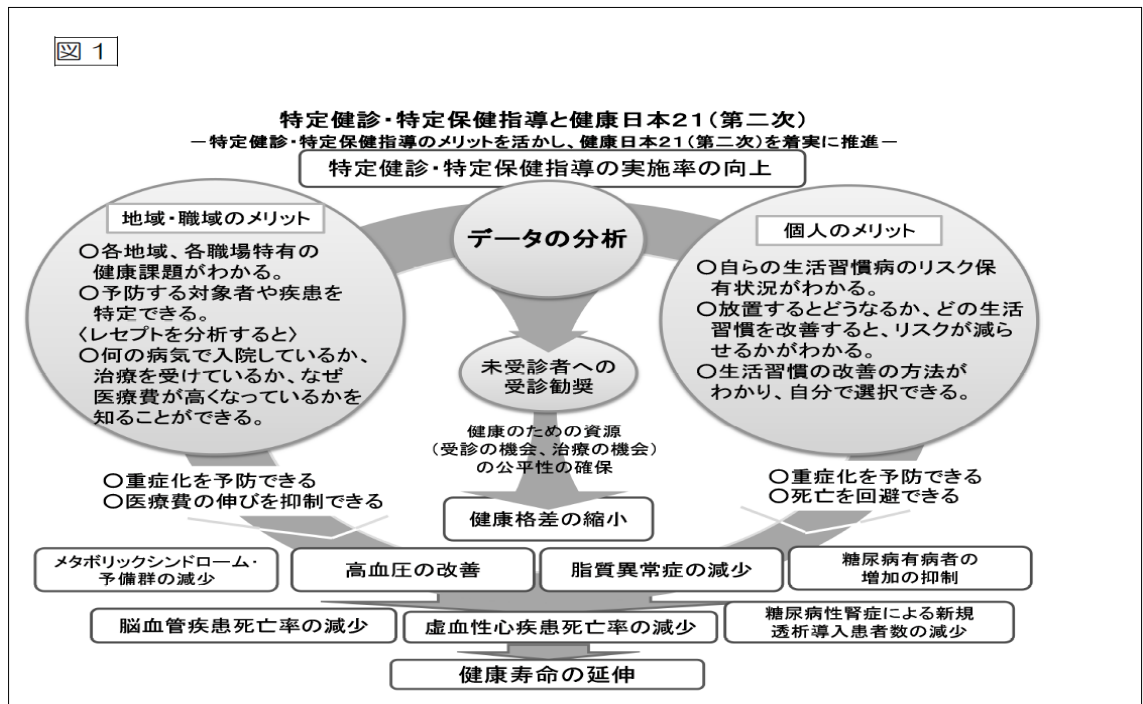 図 1
特定健診・特定保健指導と健康日本21(第二次)
－特定健診・特定保健指導のメリットを活かし、健康日本21(第二次)を着実に推進－
特定健診・特定保健指導の実施率の向上
地域・職域のメリット
○各地域、各職場特有の
健康課題がわかる。
○予防する対象者や疾患を
特定できる。
〈レセプトを分析すると〉
○何の病気で入院しているか、
治療を受けているか、なぜ
医療費が高くなっているかを
知ることができる。
データの分析
未受診者への
受診勧奨
健康のための資源
(受診の機会、治療の機会)
の公平性の確保
健康格差の縮小
個人のメリット
○自らの生活習慣病のリスク保
有状況がわかる。
○放置するとどうなるか、どの生活
習慣を改善すると、リスクが減ら
せるかがわかる。
○生活習慣の改善の方法が
わかり、自分で選択できる。
○重症化を予防できる
○医療費の伸びを抑制できる
○重症化を予防できる
○死亡を回避できる
メタボリックシンドローム・
予備群の減少
高血圧の改善
脂質異常症の減少
糖尿病有病者の
増加の抑制
脳血管疾患死亡率の減少
虚血性心疾患死亡率の減少
糖尿病性腎症による新規
透析導入患者数の減少
健康寿命の延伸